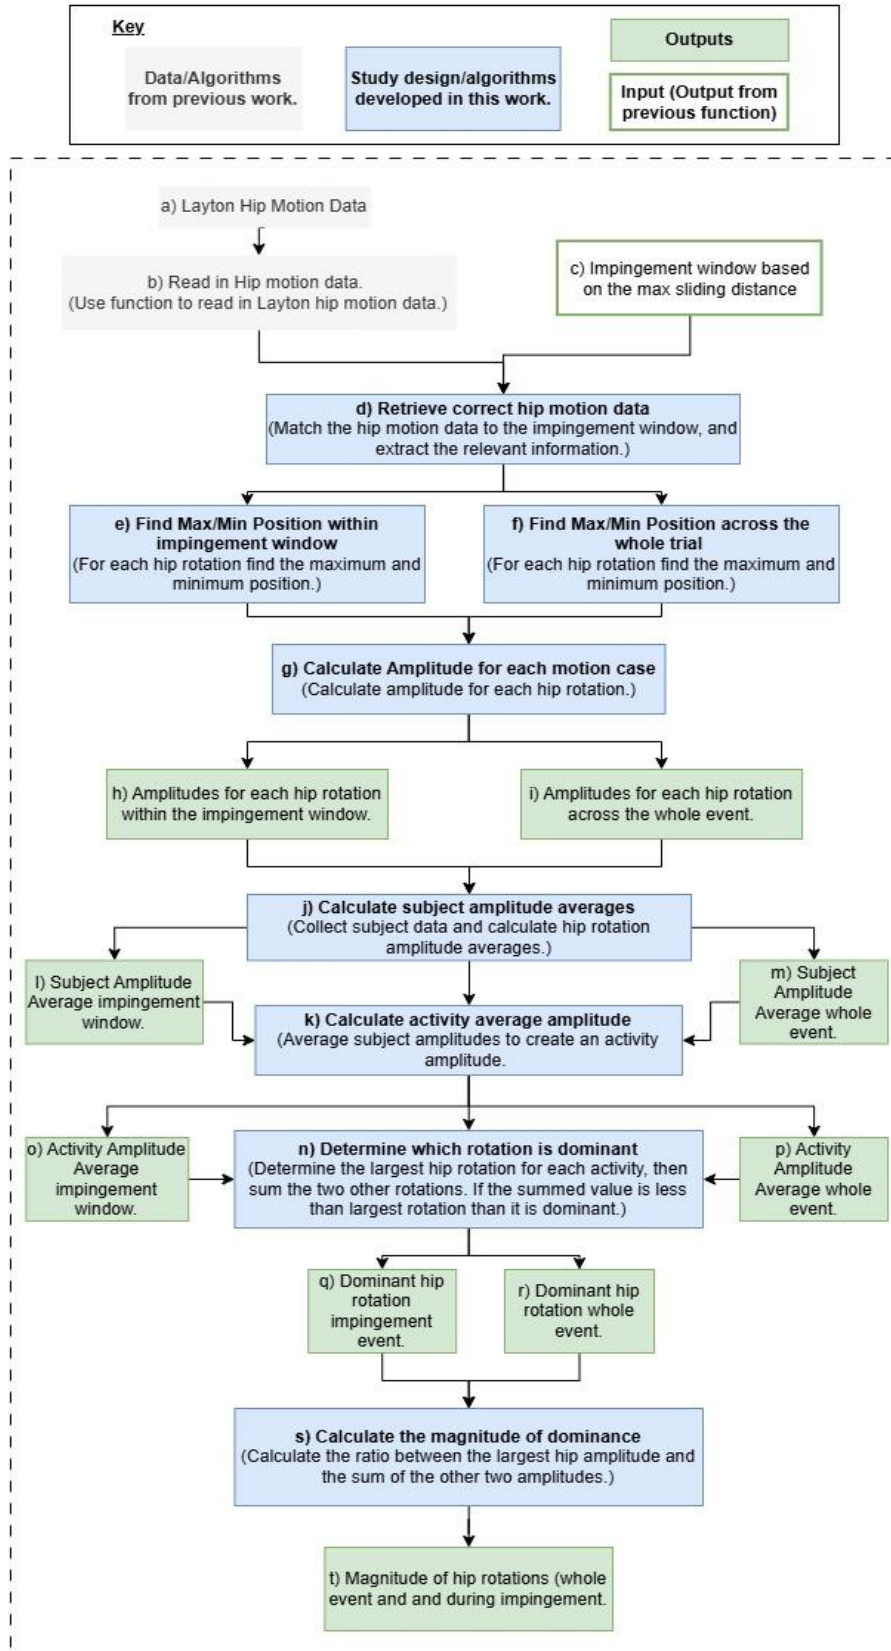 Key
Data/Algorithms
from previous work.
Study design/algorithms
developed in this work.
Outputs
Input (Output from
previous function)
a) Layton Hip Motion Data
b) Read in Hip motion data.
(Use function to read in Layton hip motion data.)
c) Impingement window based
on the max sliding distance
d) Retrieve correct hip motion data
(Match the hip motion data to the impingement window, and
extract the relevant information.)
e) Find Max/Min Position within
impingement window
(For each hip rotation find the maximum and
minimum position.)
f) Find Max/Min Position across the
whole trial
(For each hip rotation find the maximum and
minimum position.)
g) Calculate Amplitude for each motion case
(Calculate amplitude for each hip rotation.)
h) Amplitudes for each hip rotation
within the impingement window.
i) Amplitudes for each hip rotation
across the whole event.
j) Calculate subject amplitude averages
(Collect subject data and calculate hip rotation
amplitude averages.)
l) Subject Amplitude
Average impingement
window.
m) Subject
Amplitude
Average whole
event.
k) Calculate activity average amplitude
(Average subject amplitudes to create an activity
amplitude.
o) Activity Amplitude
Average
impingement
window.
n) Determine which rotation is dominant
(Determine the largest hip rotation for each activity, then
sum the two other rotations. If the summed value is less
than largest rotation than it is dominant.)
p) Activity
Amplitude
Average whole
event.
q) Dominant hip
rotation
impingement
event.
r) Dominant hip
rotation whole
event.
s) Calculate the magnitude of dominance
(Calculate the ratio between the largest hip amplitude and
the sum of the other two amplitudes.)
t) Magnitude of hip rotations (whole
event and and during impingement.